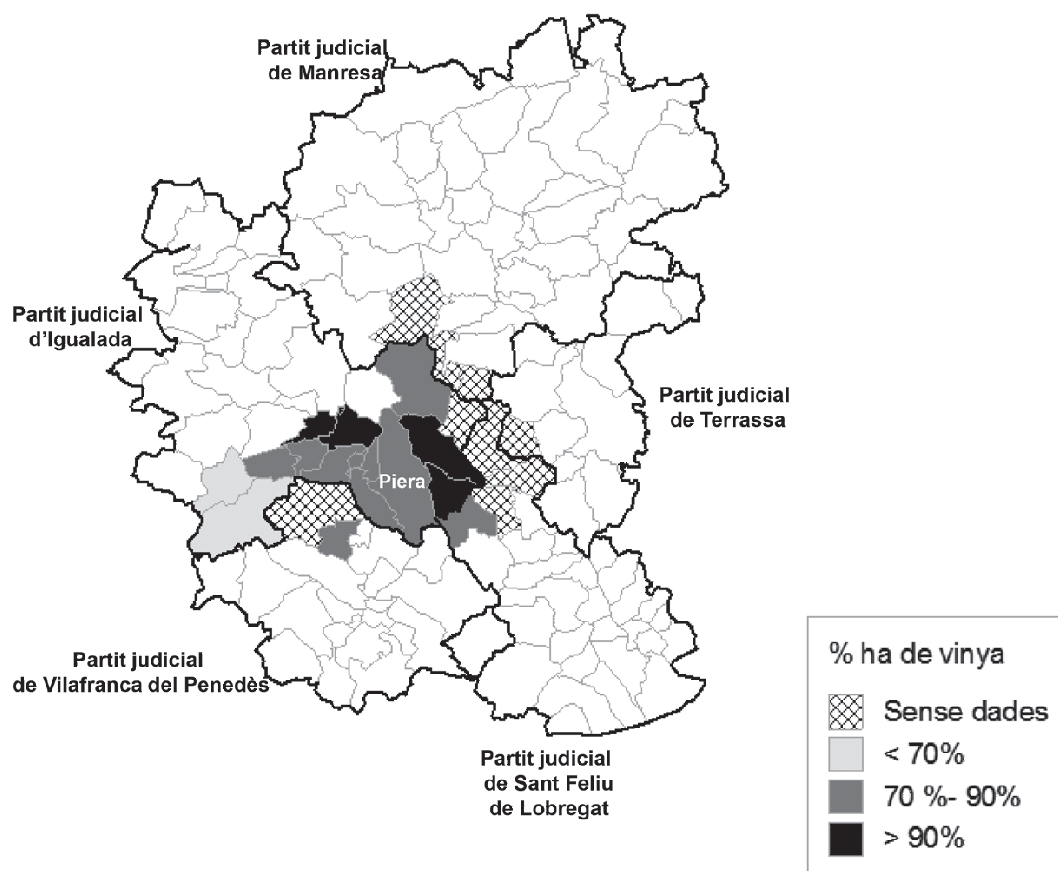 Partit judicial
de Manresa
Partit judicial
d'Igualada
Partit judicial
de Terrassa
Piera
Partit judicial
de Vilafranca del Penedès
Partit judicial
de Sant Feliu
de Lobregat
% ha de vinya
Sense dades
< 70%
70 %- 90%
> 90%